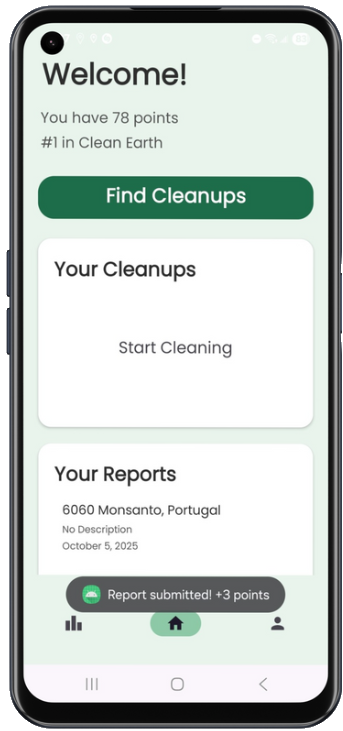 Welcome!
You have 78 points
#1 in Clean Earth
Find Cleanups
Your Cleanups
Start Cleaning
Your Reports
6060 Monsanto, Portugal
No Description
October 5, 2025
Report submitted! +3 points